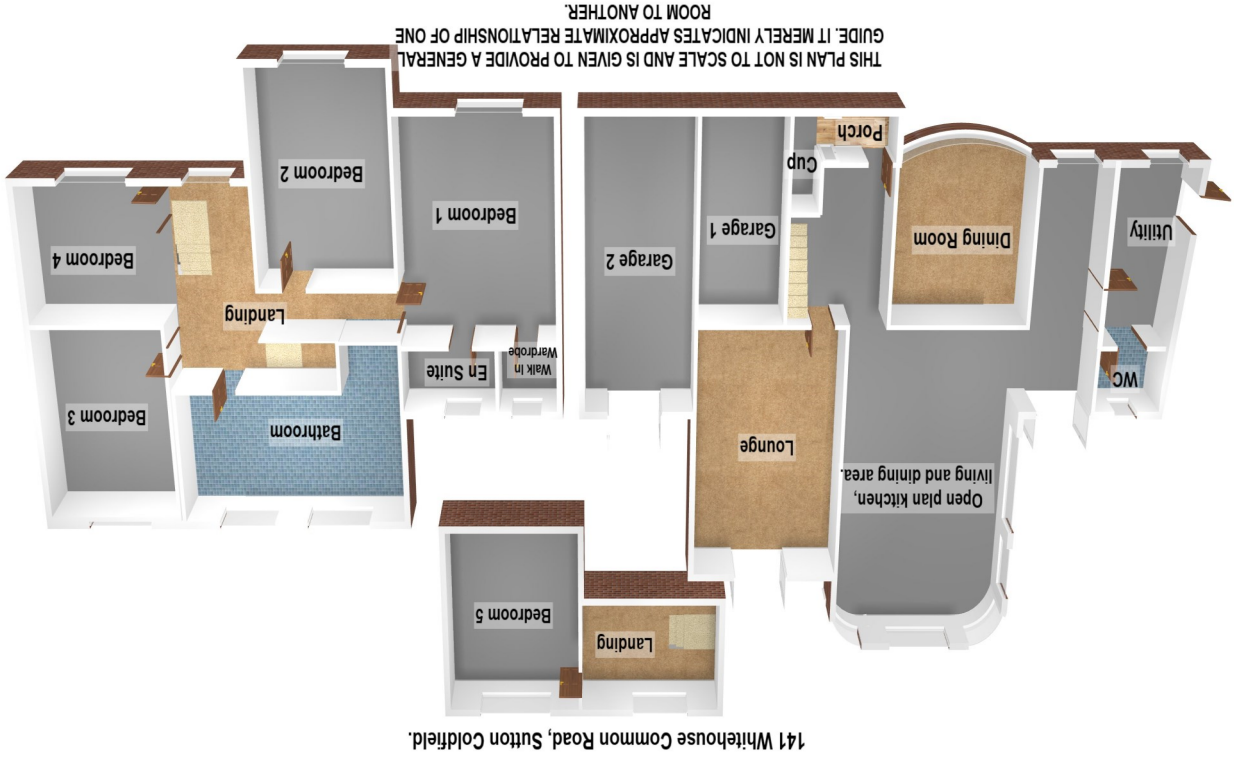 141 Whitehouse Common Road, Sutton Coldfield.
Landing
Bedroom 5
Open plan kitchen,
living and dining area.
Lounge
Bathroom
Bedroom 3
WC
Walk In
Wardrobe
En Suite
Landing
Utility
Dining Room
Garage 1
Garage 2
Bedroom 1
Bedroom 2
Bedroom 4
Cup
Porch
THIS PLAN IS NOT TO SCALE AND IS GIVEN TO PROVIDE A GENERAL
GUIDE. IT MERELY INDICATES APPROXIMATE RELATIONSHIP OF ONE
ROOM TO ANOTHER.